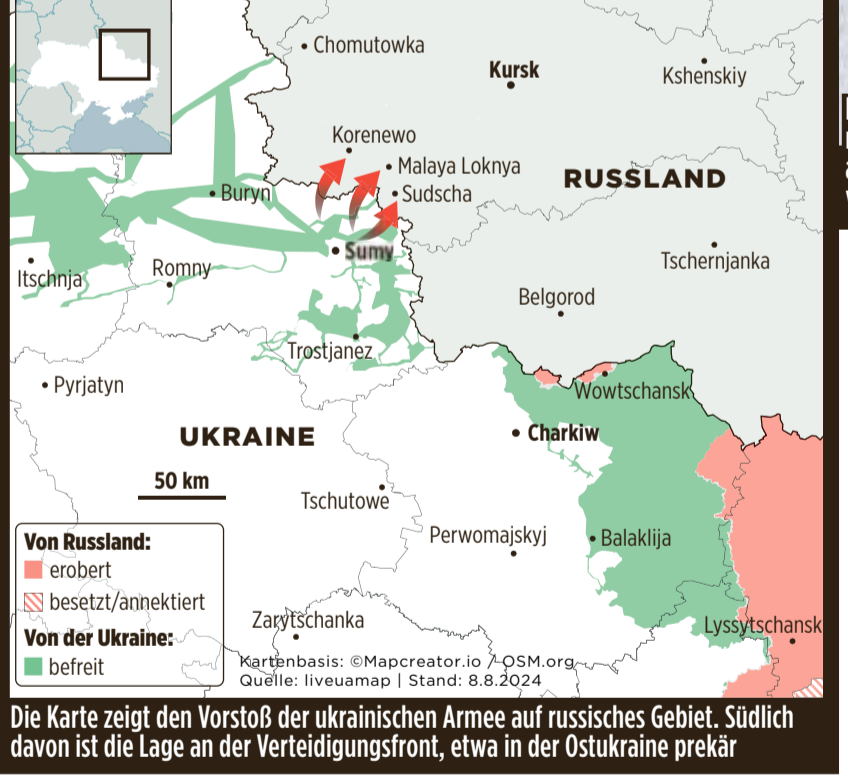 Chomutowka
Kursk
Kshenskiy
Korenewo
Malaya Loknya
RUSSLAND
Buryn
Sudscha
Sumy
Itschnja
Romny
Tschernjanka
Belgorod
Trostjanez
Pyrjatyn
Wowtschansk
UKRAINE
Charkiw
50 km
Tschutowe
Perwomajskyj
Balaklija
Von Russland:
erobert
besetzt/annektiert
Von der Ukraine:
befreit
Zarytschanka
Lyssytschansk
Kartenbasis: ©Mapcreator.io / OSM.org
Quelle: liveuamap | Stand: 8.8.2024
Die Karte zeigt den Vorstoß der ukrainischen Armee auf russisches Gebiet. Südlich
davon ist die Lage an der Verteidigungsfront, etwa in der Ostukraine prekär